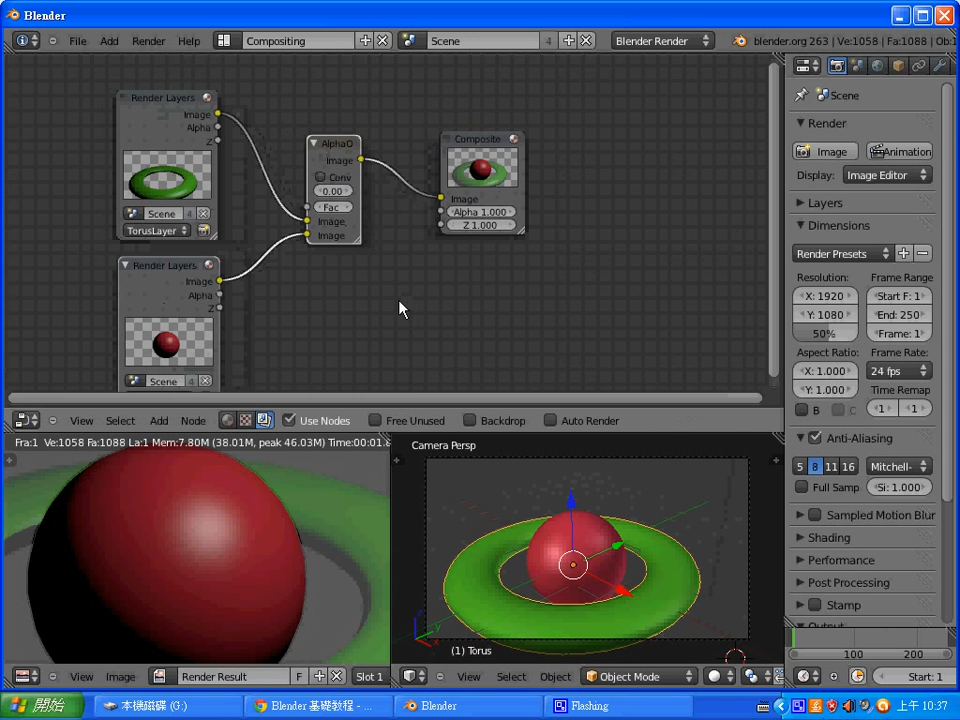 Blender
File Add Render Help Compositing Scene 4 Blender Render blender.org 263 | Ve:1058 | Fa:1088 | Ob:1
Render Layers
Image
Alpha
Z
Scene 4
TorusLayer
AlphaO
Image
Conv
0.00
Fac
Image
Image
Composite
Image
Alpha 1.000
Z 1.000
Render Layers
Image
Alpha
Z
Scene 4
View Select Add Node Use Nodes Free Unused Backdrop Auto Render
Fra:1 Ve:1058 Fa:1088 La:1 Mem:7.80M (38.01M, peak 46.03M) Time:00:01.8
View Image Render Result F Slot 1
Camera Persp
(1) Torus
View Select Object Object Mode
Scene
Render
Image Animation
Display: Image Editor
Layers
Dimensions
Render Presets
Resolution: Frame Range
X: 1920 Start F: 1
Y: 1080 End: 250
50% Frame: 1
Aspect Ratio: Frame Rate:
X: 1.000 24 fps
Y: 1.000 Time Remap
B C 1 1
Anti-Aliasing
5 8 11 16 Mitchell-
Full Samp Si: 1.000
Sampled Motion Blur
Shading
Performance
Post Processing
Stamp
Output
100 200
Start: 1
開始 本機磁碟 (G:) Blender 基礎教程 - ... Blender Flashing 上午 10:37